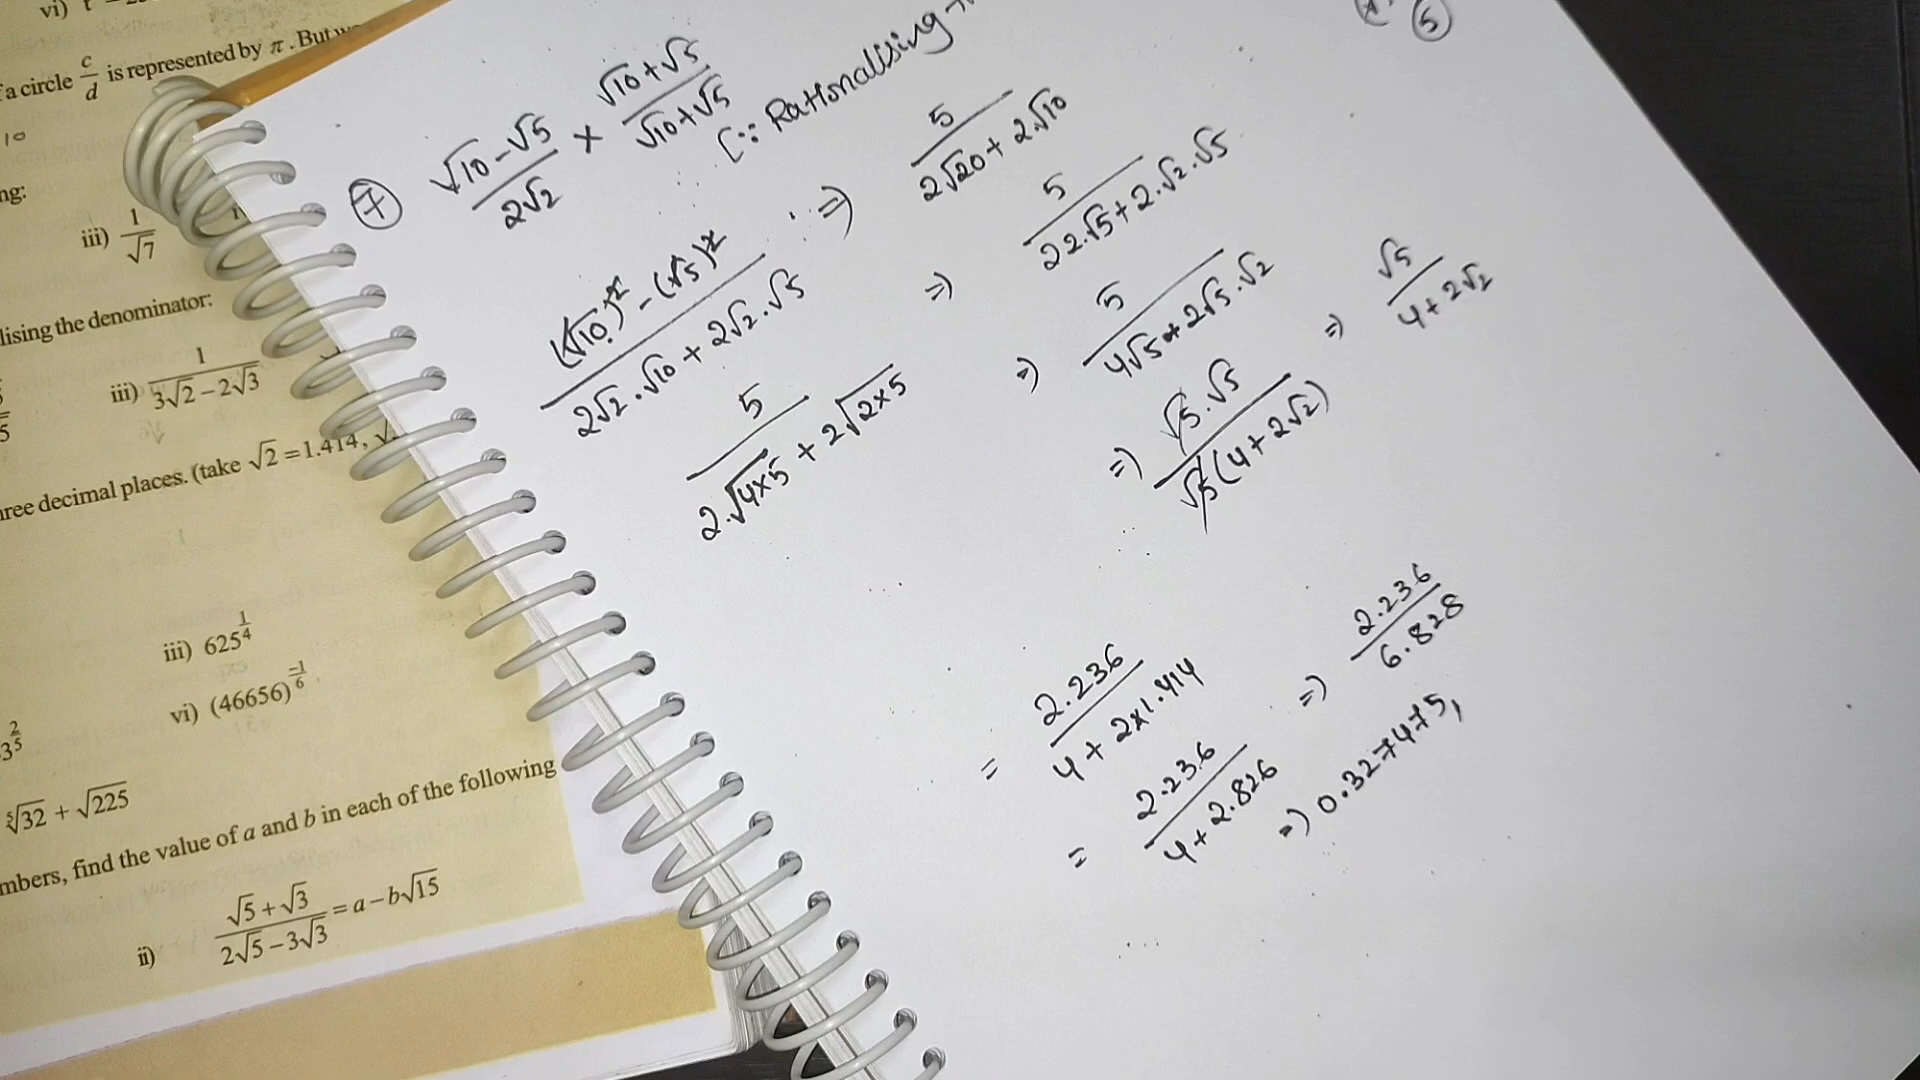 vi)
a circle c/d is represented by π. But
10
ng:
iii) 1/√7
lising the denominator:
iii) 1/(3√2 − 2√3)
5
hree decimal places. (take √2 = 1.414,
iii) 625^(1/4)
vi) (46656)^(−1/6)
3^(2/5)
⁵√32 + √225
mbers, find the value of a and b in each of the following
ii) (√5 + √3)/(2√5 − 3√3) = a − b√15
5
7 (√10 − √5)/(2√2) × (√10 + √5)/(√10 + √5)
[∵ Rationalising
((√10)² − (√5)²)/(2√2 . √10 + 2√2 . √5)
5/(2.√(4×5) + 2√(2×5))
∴ => 5/(2√20 + 2√10)
=> 5/(2 2.√5 + 2.√2.√5)
=> 5/(4√5 + 2√5.√2)
=> (√5.√5)/(√5(4 + 2√2))
=> √5/(4 + 2√2)
= 2.236/(4 + 2×1.414)
= 2.236/(4 + 2.826)
=> 2.236/6.828
=> 0.3277475,